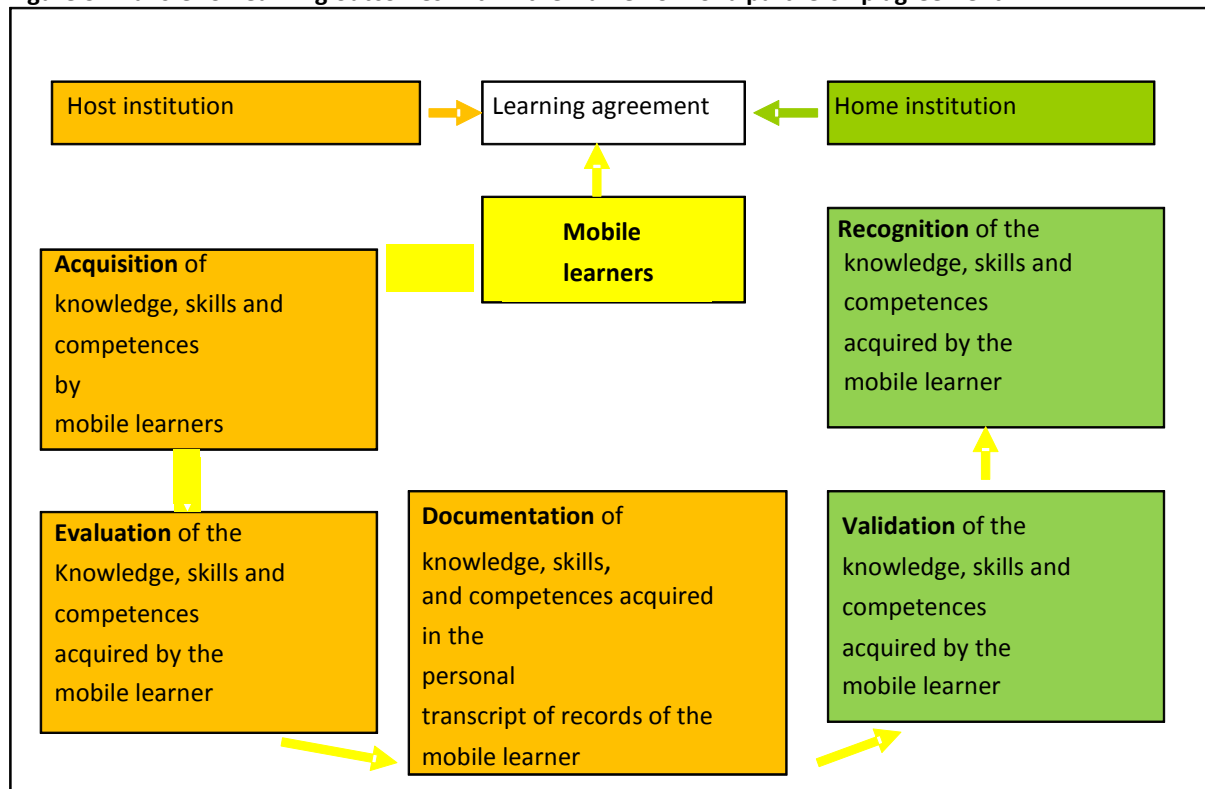 Host institution
Learning agreement
Home institution
Mobile
learners
Acquisition of
knowledge, skills and
competences
by
mobile learners
Evaluation of the
Knowledge, skills and
competences
acquired by the
mobile learner
Documentation of
knowledge, skills,
and competences acquired
in the
personal
transcript of records of the
mobile learner
Validation of the
knowledge, skills and
competences
acquired by the
mobile learner
Recognition of the
knowledge, skills and
competences
acquired by the
mobile learner